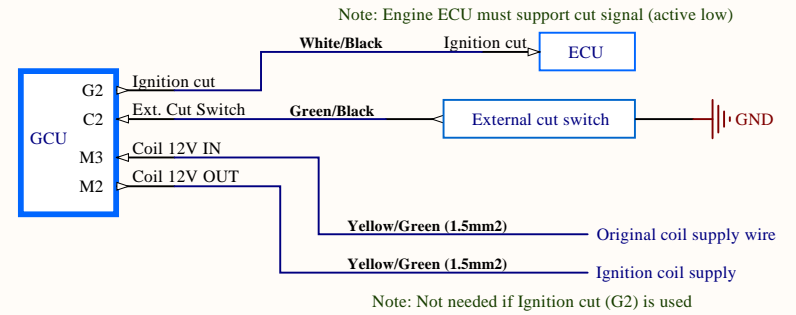 Note: Engine ECU must support cut signal (active low)
White/Black
Ignition cut
ECU
Ignition cut
G2
Ext. Cut Switch
Green/Black
C2
External cut switch
GND
GCU
Coil 12V IN
M3
Coil 12V OUT
M2
Yellow/Green (1.5mm2)
Original coil supply wire
Yellow/Green (1.5mm2)
Ignition coil supply
Note: Not needed if Ignition cut (G2) is used